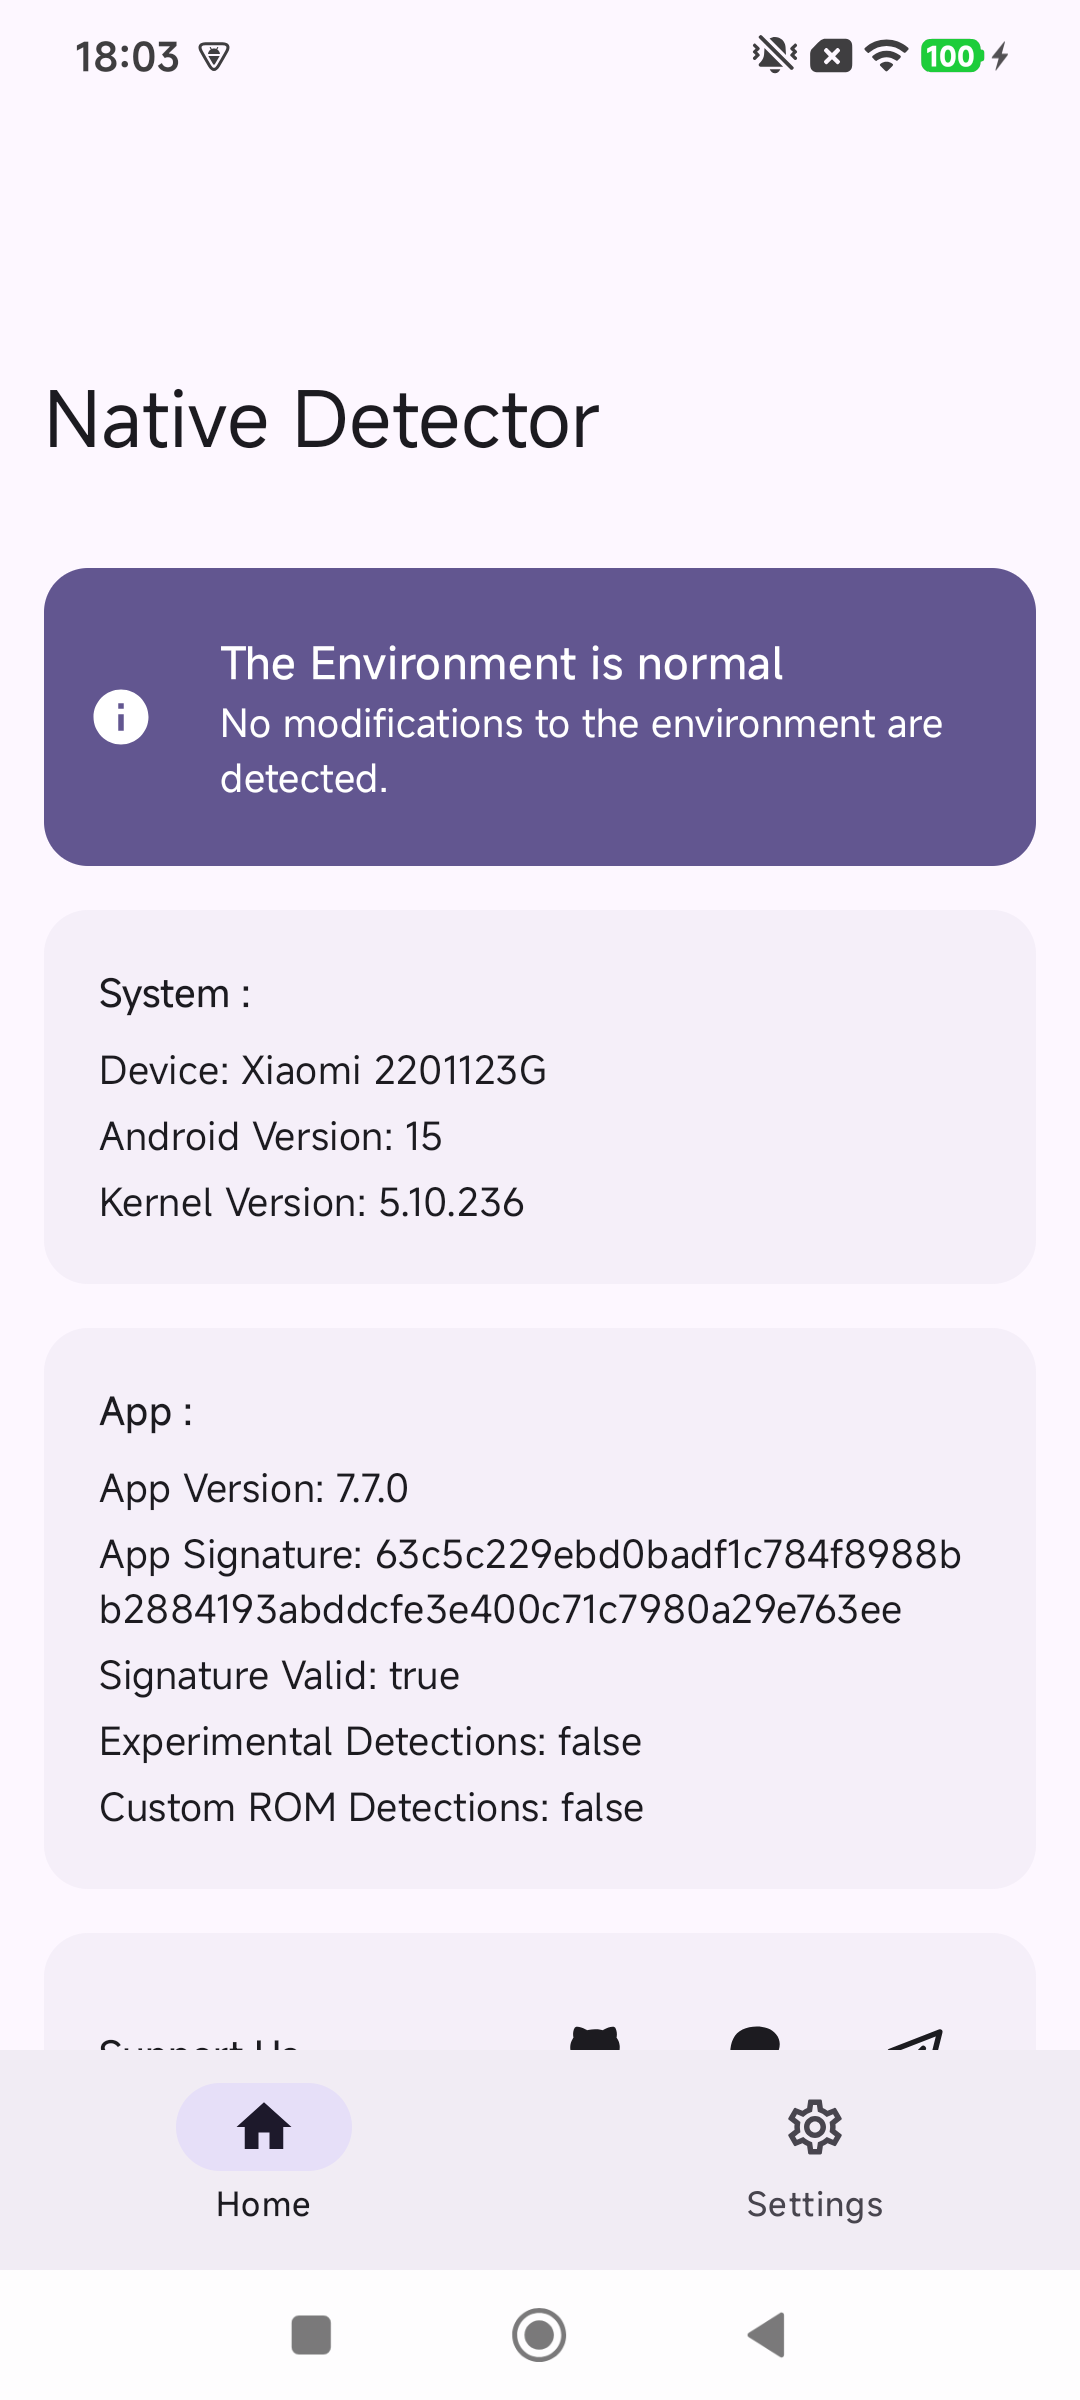 18:03
100
Native Detector
The Environment is normal
No modifications to the environment are
detected.
System :
Device: Xiaomi 2201123G
Android Version: 15
Kernel Version: 5.10.236
App :
App Version: 7.7.0
App Signature: 63c5c229ebd0badf1c784f8988b
b2884193abddcfe3e400c71c7980a29e763ee
Signature Valid: true
Experimental Detections: false
Custom ROM Detections: false
Support Us
Home
Settings